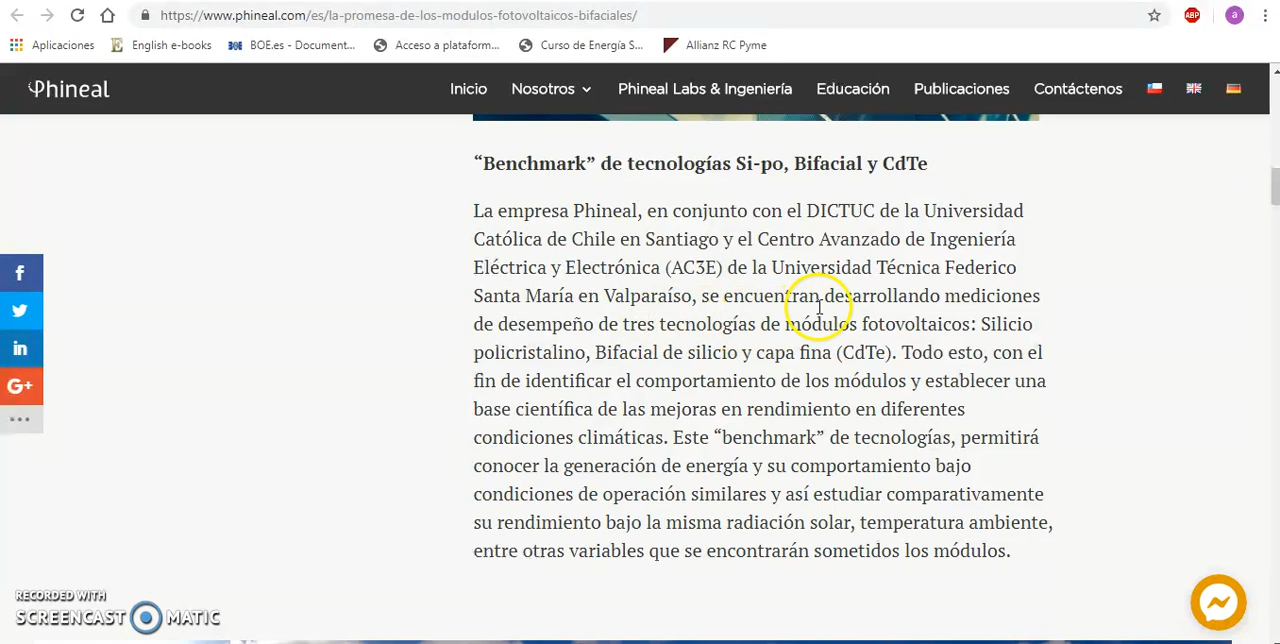 https://www.phineal.com/es/la-promesa-de-los-modulos-fotovoltaicos-bifaciales/
ABP
a
Aplicaciones
English e-books
BOE.es - Document...
Acceso a plataform...
Curso de Energía S...
Allianz RC Pyme
Phineal
Inicio
Nosotros
Phineal Labs & Ingeniería
Educación
Publicaciones
Contáctenos
“Benchmark” de tecnologías Si-po, Bifacial y CdTe
La empresa Phineal, en conjunto con el DICTUC de la Universidad
Católica de Chile en Santiago y el Centro Avanzado de Ingeniería
Eléctrica y Electrónica (AC3E) de la Universidad Técnica Federico
Santa María en Valparaíso, se encuentran desarrollando mediciones
de desempeño de tres tecnologías de módulos fotovoltaicos: Silicio
policristalino, Bifacial de silicio y capa fina (CdTe). Todo esto, con el
fin de identificar el comportamiento de los módulos y establecer una
base científica de las mejoras en rendimiento en diferentes
condiciones climáticas. Este “benchmark” de tecnologías, permitirá
conocer la generación de energía y su comportamiento bajo
condiciones de operación similares y así estudiar comparativamente
su rendimiento bajo la misma radiación solar, temperatura ambiente,
entre otras variables que se encontrarán sometidos los módulos.
f
in
G+
RECORDED WITH
SCREENCAST MATIC